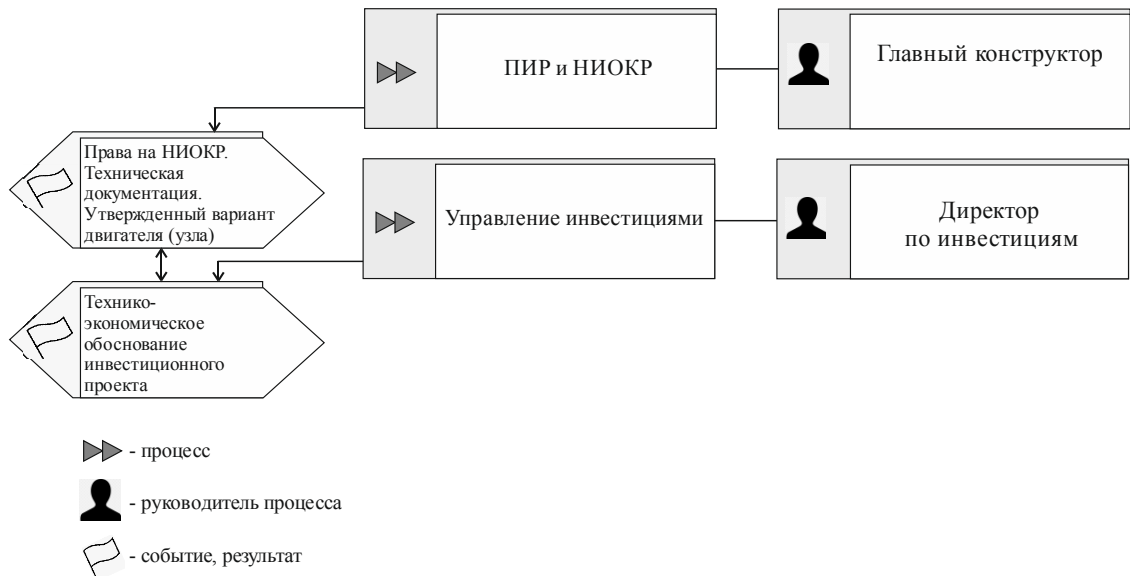 ПИР и НИОКР
Главный конструктор
Права на НИОКР.
Техническая
документация.
Утвержденный вариант
двигателя (узла)
Управление инвестициями
Директор
по инвестициям
Технико-
экономическое
обоснование
инвестиционного
проекта
- процесс
- руководитель процесса
- событие, результат